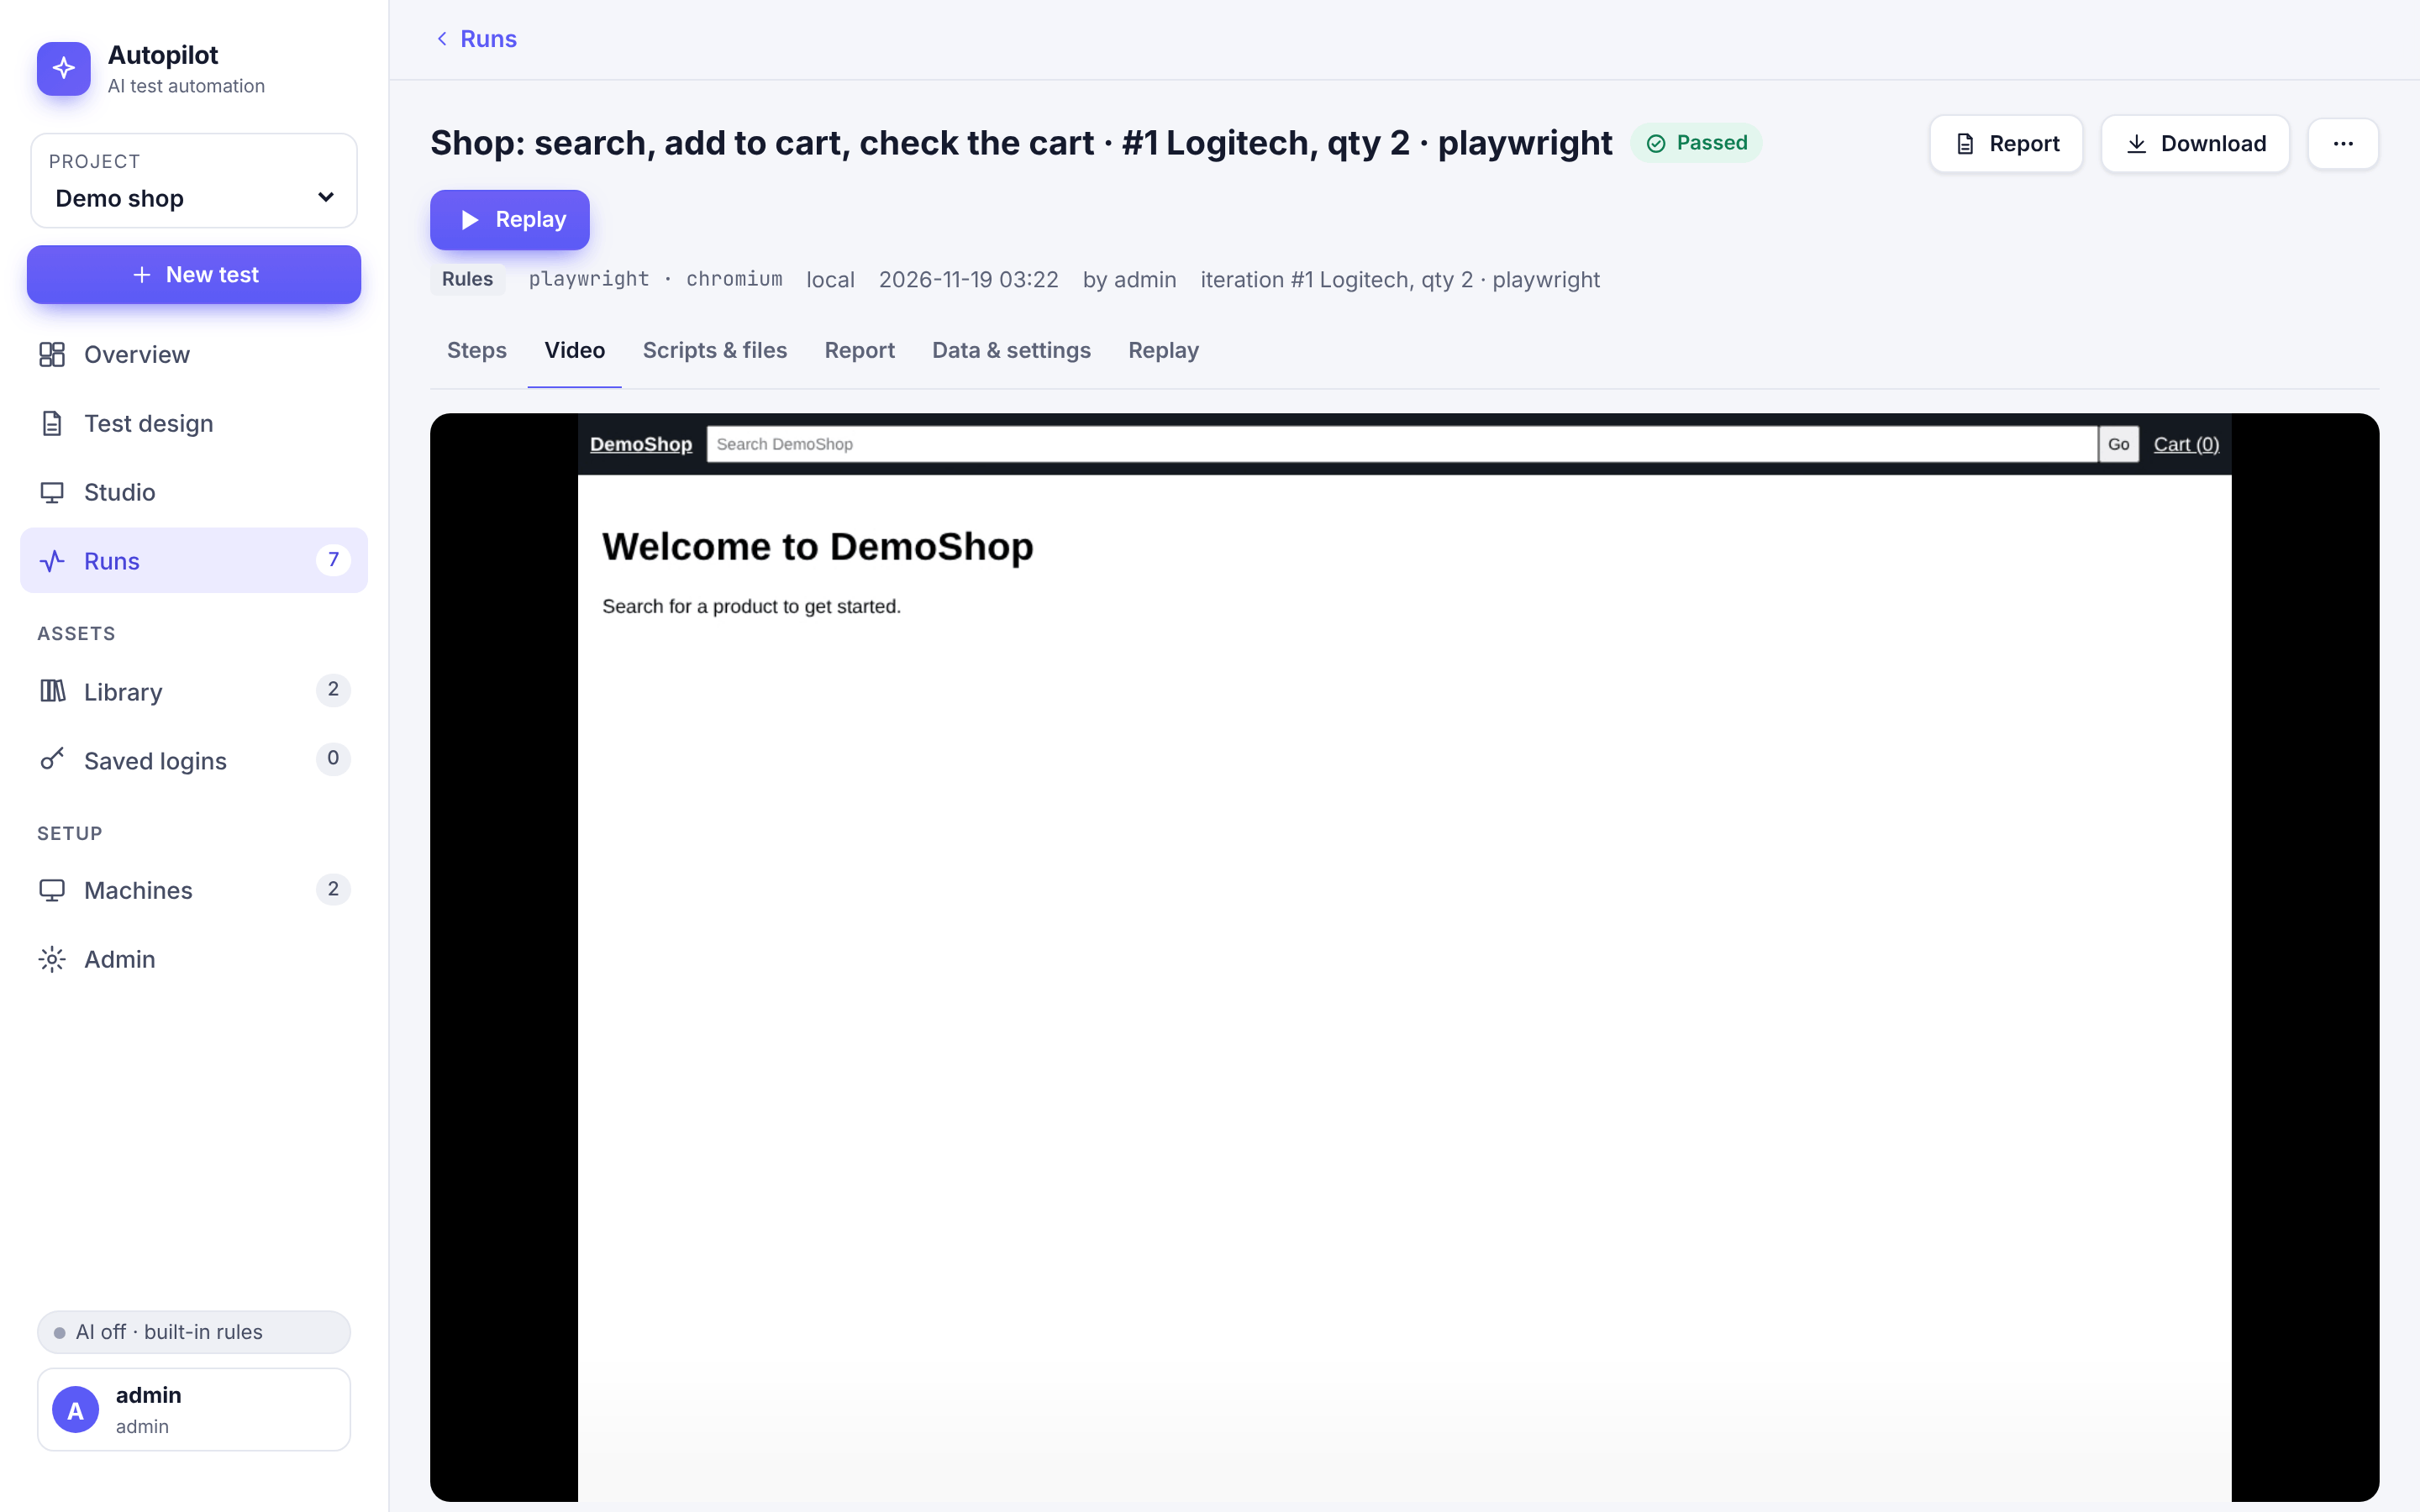 Autopilot
AI test automation
PROJECT
Demo shop
New test
Overview
Test design
Studio
Runs 7
ASSETS
Library 2
Saved logins 0
SETUP
Machines 2
Admin
AI off · built-in rules
A
admin
admin
Runs
Shop: search, add to cart, check the cart · #1 Logitech, qty 2 · playwright Passed Report Download
Replay
Rules playwright · chromium local 2026-11-19 03:22 by admin iteration #1 Logitech, qty 2 · playwright
Steps Video Scripts & files Report Data & settings Replay
DemoShop Search DemoShop Go Cart (0)
Welcome to DemoShop
Search for a product to get started.